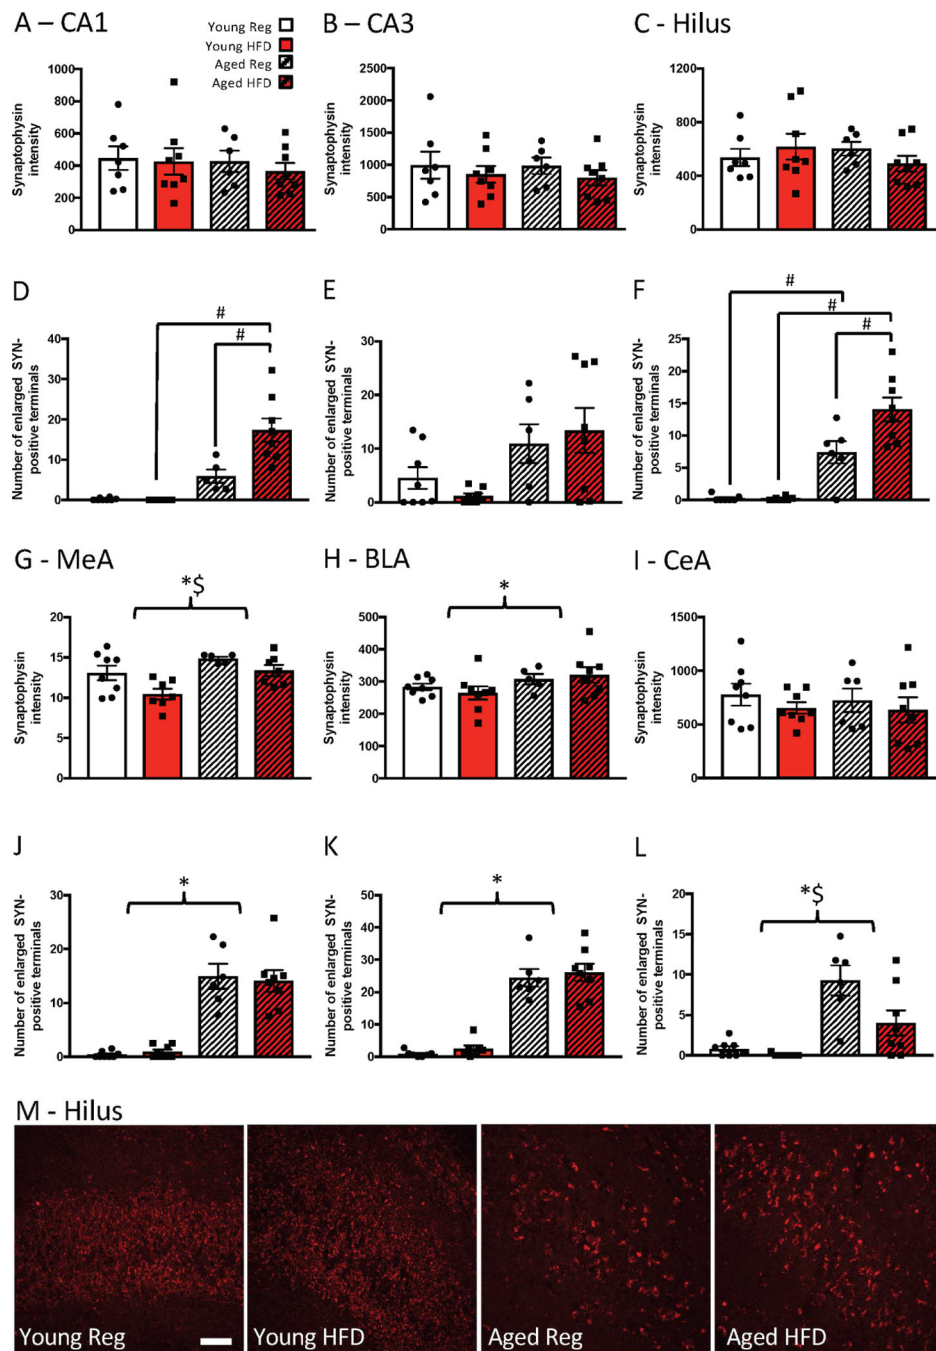 A – CA1
Young Reg
Young HFD
Aged Reg
Aged HFD
B – CA3
C - Hilus
Synaptophysin
intensity
1000
800
600
400
200
0
Synaptophysin
intensity
2500
2000
1500
1000
500
0
Synaptophysin
intensity
1200
800
400
0
D
Number of enlarged SYN-
positive terminals
40
30
20
10
0
#
#
E
Number of enlarged SYN-
positive terminals
30
20
10
0
F
Number of enlarged SYN-
positive terminals
25
20
15
10
5
0
#
#
#
G - MeA
Synaptophysin
intensity
20
15
10
5
0
*$
H - BLA
Synaptophysin
intensity
500
400
300
200
100
0
*
I - CeA
Synaptophysin
intensity
1500
1000
500
0
J
Number of enlarged SYN-
positive terminals
30
20
10
0
*
K
Number of enlarged SYN-
positive terminals
50
40
30
20
10
0
*
L
Number of enlarged SYN-
positive terminals
20
15
10
5
0
*$
M - Hilus
Young Reg
Young HFD
Aged Reg
Aged HFD